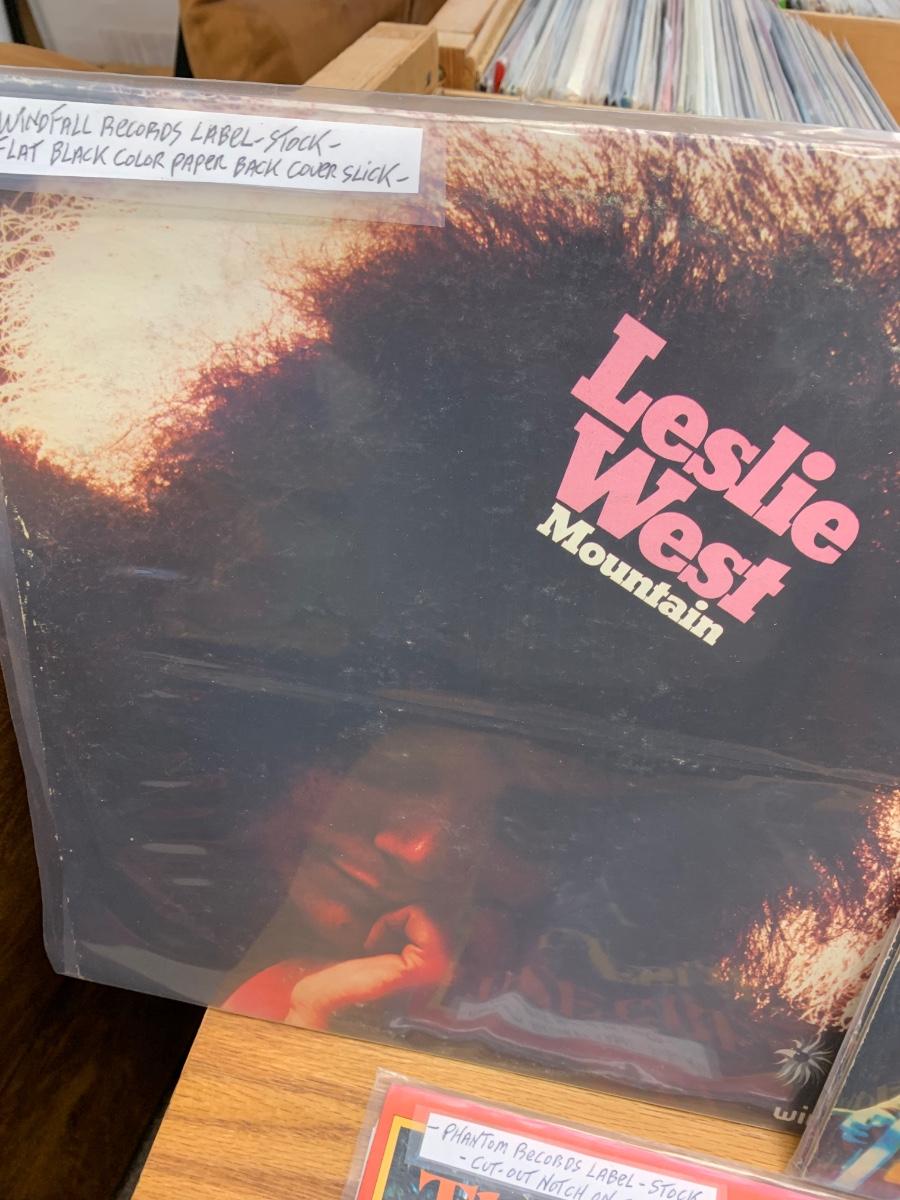 WINDFALL RECORDS LABEL-STOCK-
FLAT BLACK COLOR PAPER BACK COVER SLICK-
Leslie
West
Mountain
-PHANTOM RECORDS LABEL-STOCK
-CUT-OUT NOTCH ON